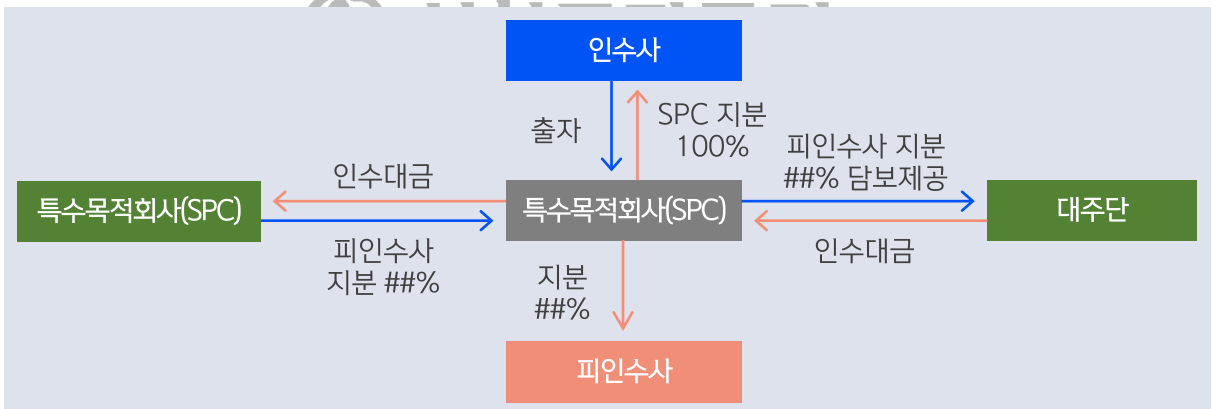 인수사
출자
SPC 지분
100%
피인수사 지분
##% 담보제공
인수대금
특수목적회사(SPC)
특수목적회사(SPC)
대주단
피인수사
지분 ##%
인수대금
지분
##%
피인수사